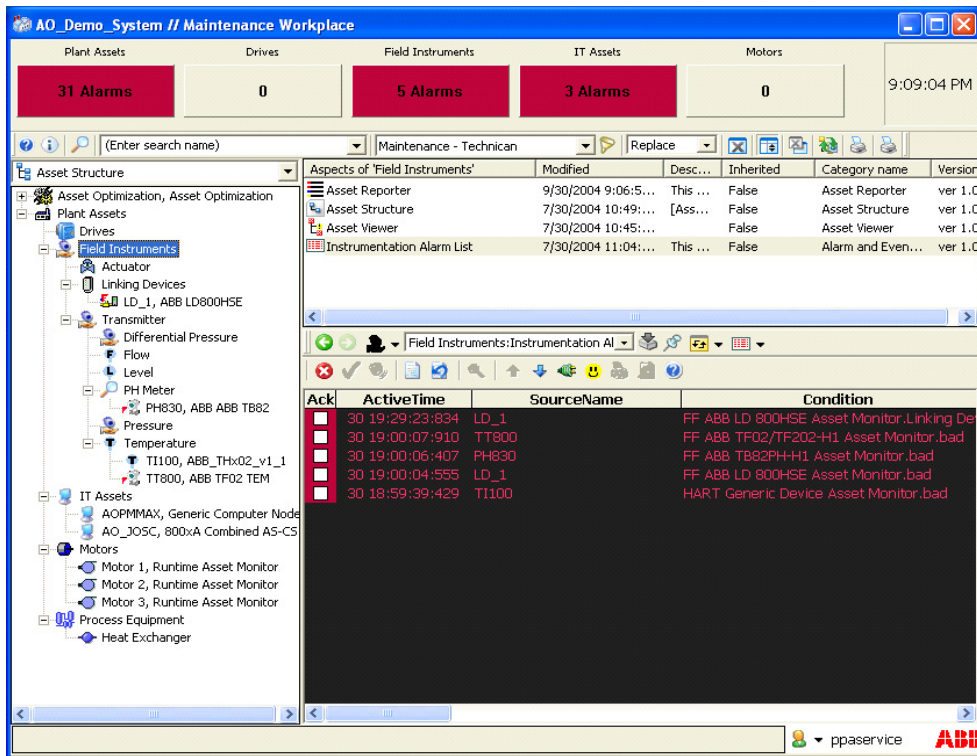 AO_Demo_System // Maintenance Workplace
Plant Assets Drives Field Instruments IT Assets Motors
31 Alarms 0 5 Alarms 3 Alarms 0 9:09:04 PM
(Enter search name) Maintenance - Technican Replace
Asset Structure
Asset Optimization, Asset Optimization
Plant Assets
Drives
Field Instruments
Actuator
Linking Devices
LD_1, ABB LD800HSE
Transmitter
Differential Pressure
F Flow
L Level
PH Meter
PH830, ABB ABB TB82
Pressure
T Temperature
T TI100, ABB_THx02_v1_1
TT800, ABB TF02 TEM
IT Assets
AOPMMAX, Generic Computer Node
AO_JOSC, 800xA Combined AS-CS
Motors
Motor 1, Runtime Asset Monitor
Motor 2, Runtime Asset Monitor
Motor 3, Runtime Asset Monitor
Process Equipment
Heat Exchanger
Aspects of 'Field Instruments' Modified Desc... Inherited Category name Version
Asset Reporter 9/30/2004 9:06:5... This ... False Asset Reporter ver 1.0
Asset Structure 7/30/2004 10:49:... [Ass... False Asset Structure ver 1.0
Asset Viewer 7/30/2004 10:45:... False Asset Viewer ver 1.0
Instrumentation Alarm List 7/30/2004 11:04:... This ... False Alarm and Even... ver 1.0
Field Instruments:Instrumentation Al
Ack ActiveTime SourceName Condition
30 19:29:23:834 LD_1 FF ABB LD 800HSE Asset Monitor.Linking De
30 19:00:07:910 TT800 FF ABB TF02/TF202-H1 Asset Monitor.bad
30 19:00:06:407 PH830 FF ABB TB82PH-H1 Asset Monitor.bad
30 19:00:04:555 LD_1 FF ABB LD 800HSE Asset Monitor.bad
30 18:59:39:429 TI100 HART Generic Device Asset Monitor.bad
ppaservice ABB